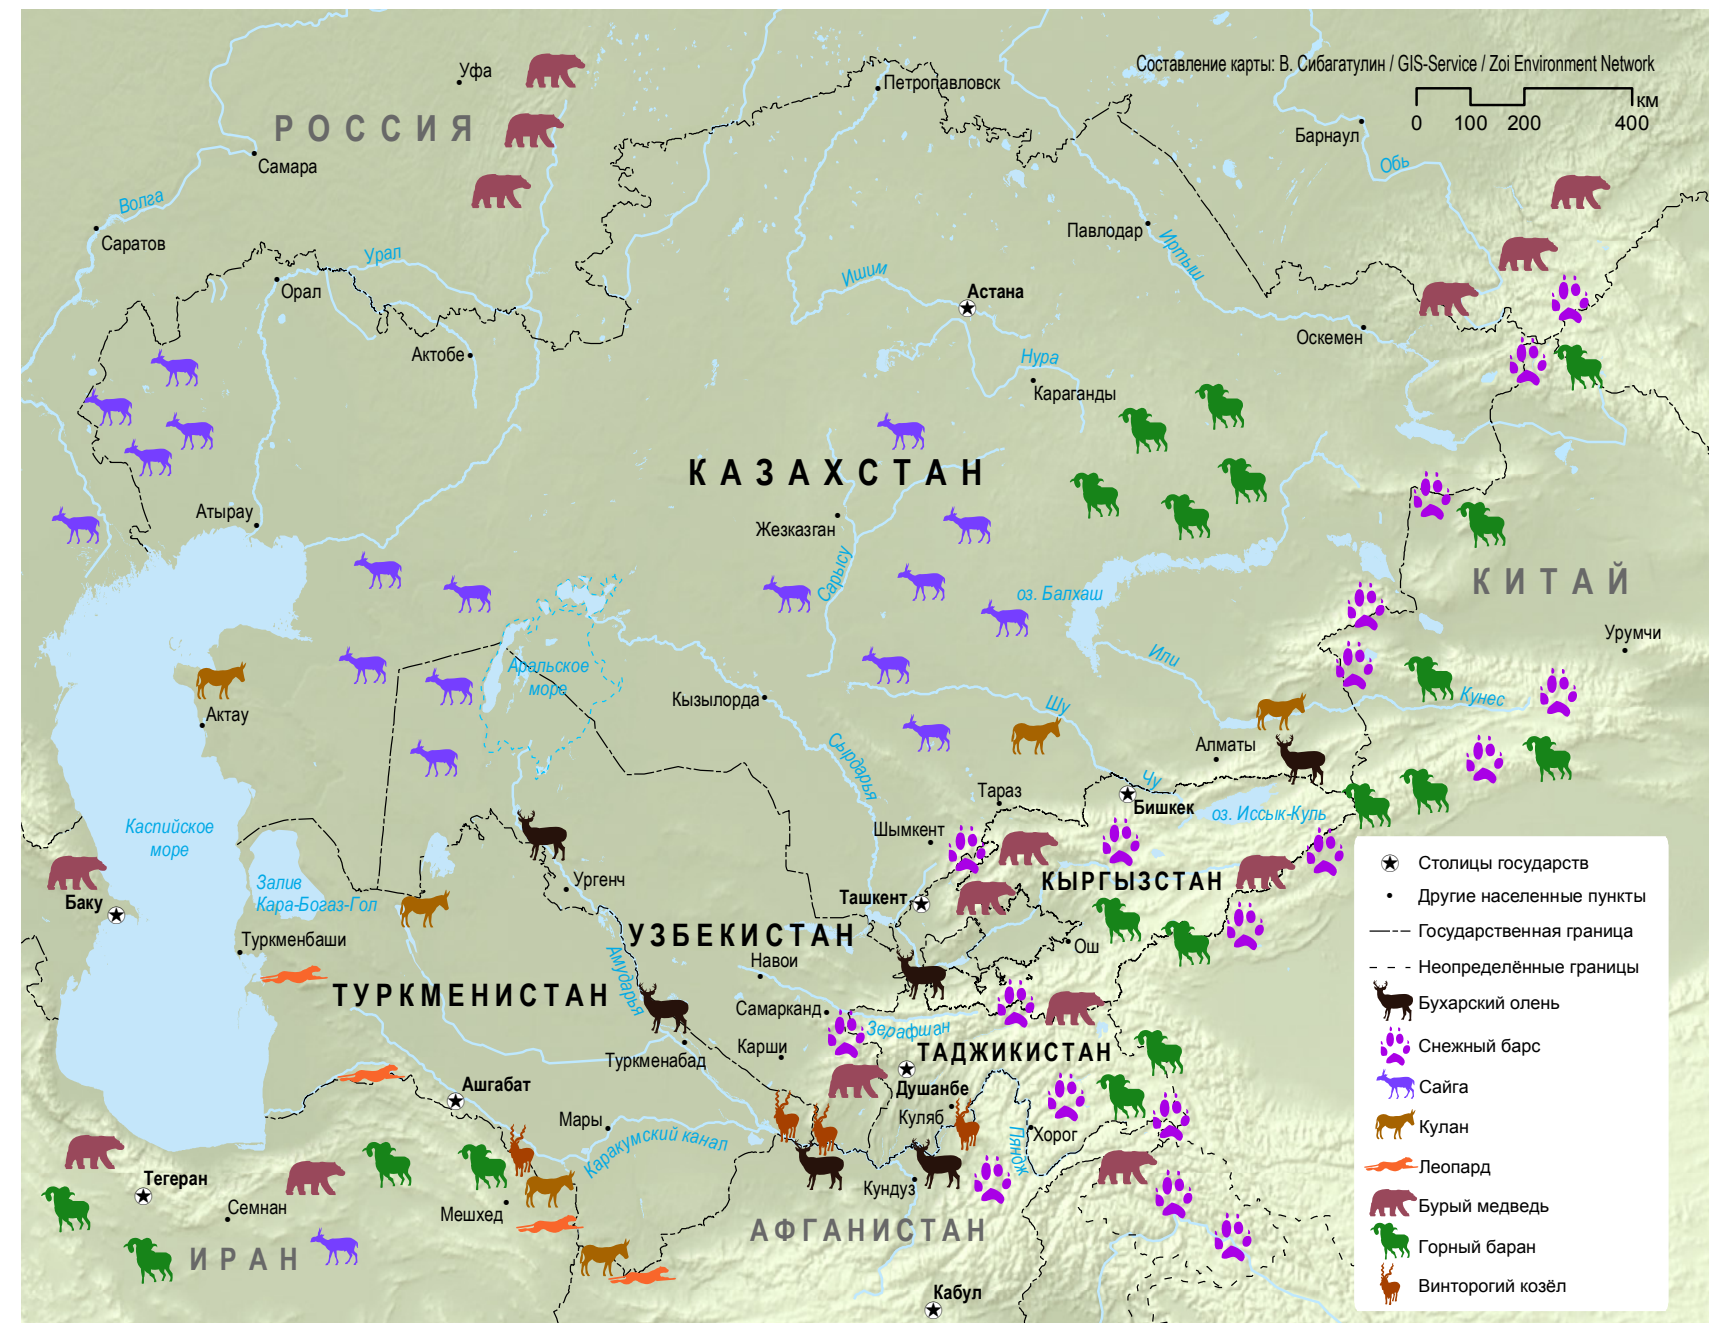 Составление карты: В. Сибагатулин / GIS-Service / Zoi Environment Network
км
0 100 200 400
Уфа
Петропавловск
РОССИЯ
Барнаул
Обь
Самара
Волга
Саратов
Павлодар
Иртыш
Урал
Орал
Ишим
Астана
Оскемен
Актобе
Нура
Караганды
КАЗАХСТАН
Атырау
Жезказган
Сарысу
оз. Балхаш
КИТАЙ
Урумчи
Или
Аральское
море
Кызылорда
Шу
Кунес
Актау
Сырдарья
Алматы
Чу
Тараз
Бишкек
оз. Иссык-Куль
Каспийское
море
Шымкент
Залив
Кара-Богаз-Гол
Баку
Ургенч
Ташкент
КЫРГЫЗСТАН
УЗБЕКИСТАН
Ош
Туркменбаши
Навои
Амударья
ТУРКМЕНИСТАН
Самарканд
Зерафшан
Туркменабад
Карши
ТАДЖИКИСТАН
Ашгабат
Душанбе
Мары
Куляб
Каракумский канал
Пяндж
Хорог
Тегеран
Семнан
Мешхед
Кундуз
ИРАН
АФГАНИСТАН
Кабул
Столицы государств
Другие населенные пункты
Государственная граница
Неопределённые границы
Бухарский олень
Снежный барс
Сайга
Кулан
Леопард
Бурый медведь
Горный баран
Винторогий козёл